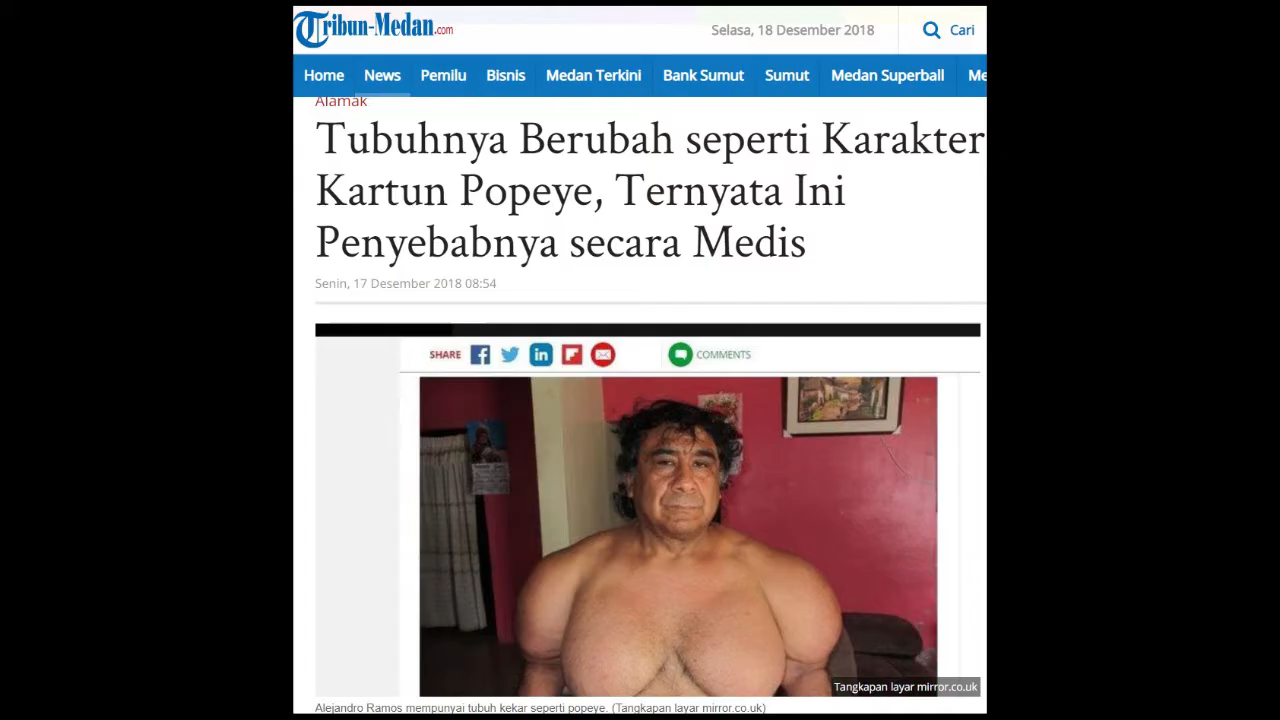 Tribun-Medan.com
Selasa, 18 Desember 2018
Cari
Home News Pemilu Bisnis Medan Terkini Bank Sumut Sumut Medan Superball Me
Alamak
Tubuhnya Berubah seperti Karakter
Kartun Popeye, Ternyata Ini
Penyebabnya secara Medis
Senin, 17 Desember 2018 08:54
SHARE COMMENTS
Tangkapan layar mirror.co.uk
Alejandro Ramos mempunyai tubuh kekar seperti popeye. (Tangkapan layar mirror.co.uk)